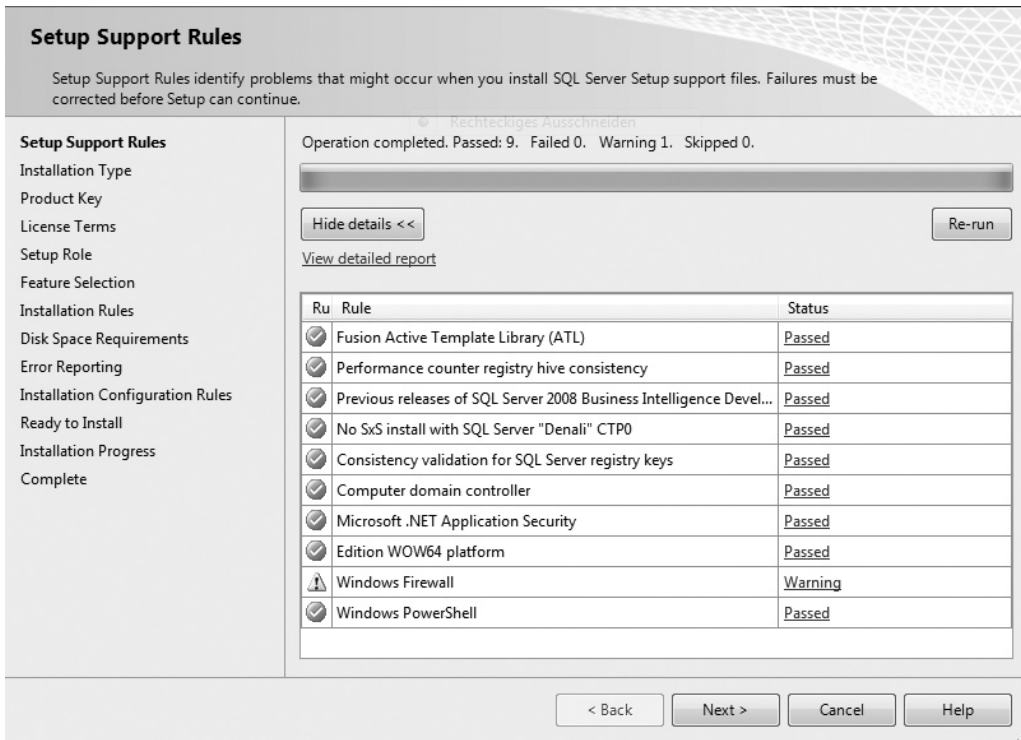 Setup Support Rules
Setup Support Rules identify problems that might occur when you install SQL Server Setup support files. Failures must be
corrected before Setup can continue.
Rechteckiges Ausschneiden
Setup Support Rules
Installation Type
Product Key
License Terms
Setup Role
Feature Selection
Installation Rules
Disk Space Requirements
Error Reporting
Installation Configuration Rules
Ready to Install
Installation Progress
Complete
Operation completed. Passed: 9. Failed 0. Warning 1. Skipped 0.
Hide details <<
Re-run
View detailed report
Ru Rule Status
Fusion Active Template Library (ATL) Passed
Performance counter registry hive consistency Passed
Previous releases of SQL Server 2008 Business Intelligence Devel... Passed
No SxS install with SQL Server "Denali" CTP0 Passed
Consistency validation for SQL Server registry keys Passed
Computer domain controller Passed
Microsoft .NET Application Security Passed
Edition WOW64 platform Passed
Windows Firewall Warning
Windows PowerShell Passed
< Back Next > Cancel Help